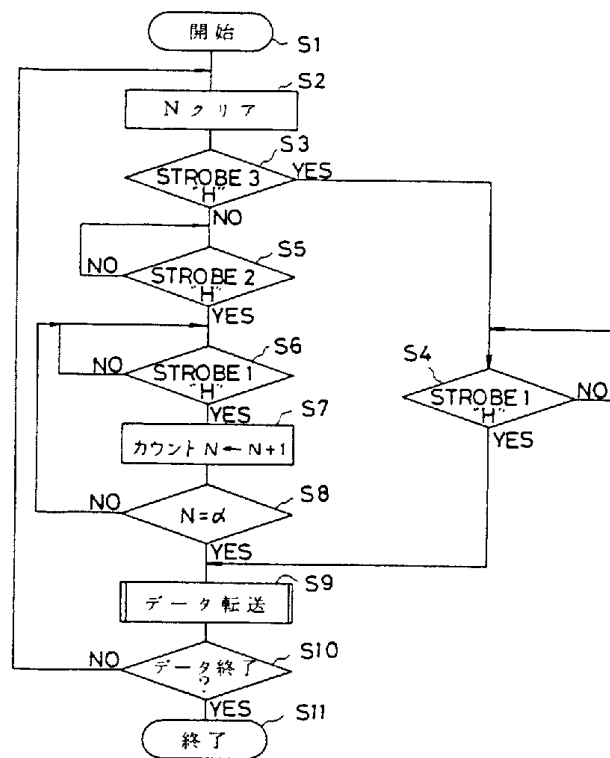 開始
S1
S2
Nクリア
S3
STROBE 3
"H"
YES
NO
S5
STROBE 2
"H"
NO
YES
S6
STROBE 1
"H"
NO
YES
S4
STROBE 1
"H"
NO
YES
S7
カウント N ← N+1
S8
N=α
NO
YES
S9
データ転送
S10
データ終了
?
NO
YES
S11
終了